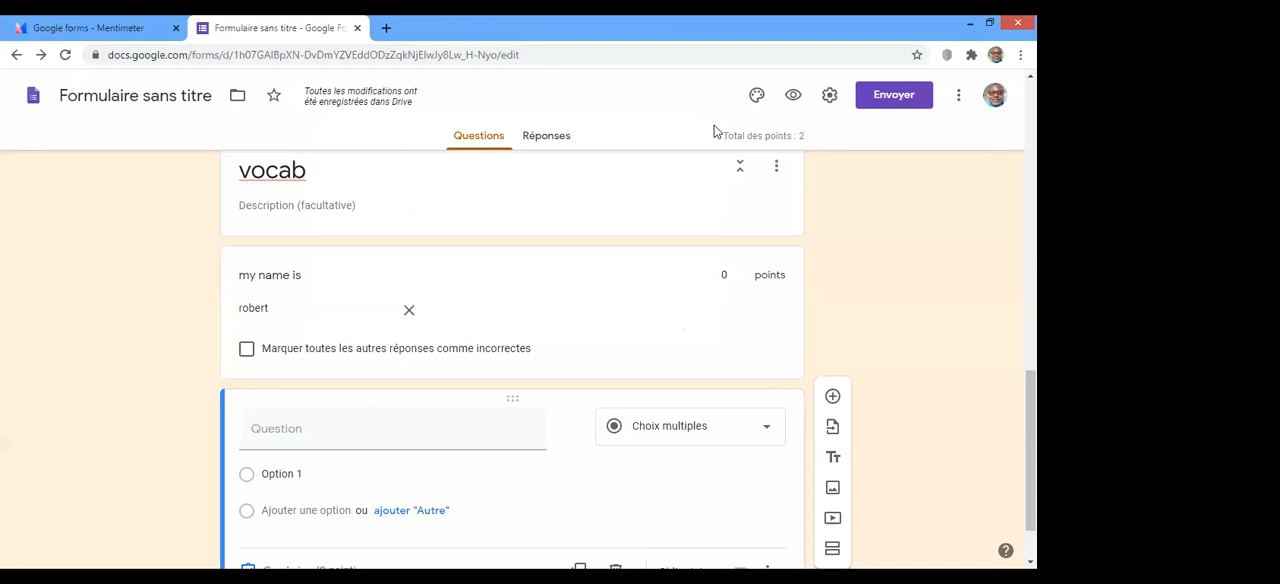 Google forms - Mentimeter
Formulaire sans titre - Google Fo
docs.google.com/forms/d/1h07GAlBpXN-DvDmYZVEddODzZqkNjElwJy8Lw_H-Nyo/edit
Formulaire sans titre
Toutes les modifications ont
été enregistrées dans Drive
Envoyer
Questions
Réponses
Total des points : 2
vocab
Description (facultative)
my name is
0 points
robert
Marquer toutes les autres réponses comme incorrectes
Question
Choix multiples
Option 1
Ajouter une option ou ajouter "Autre"